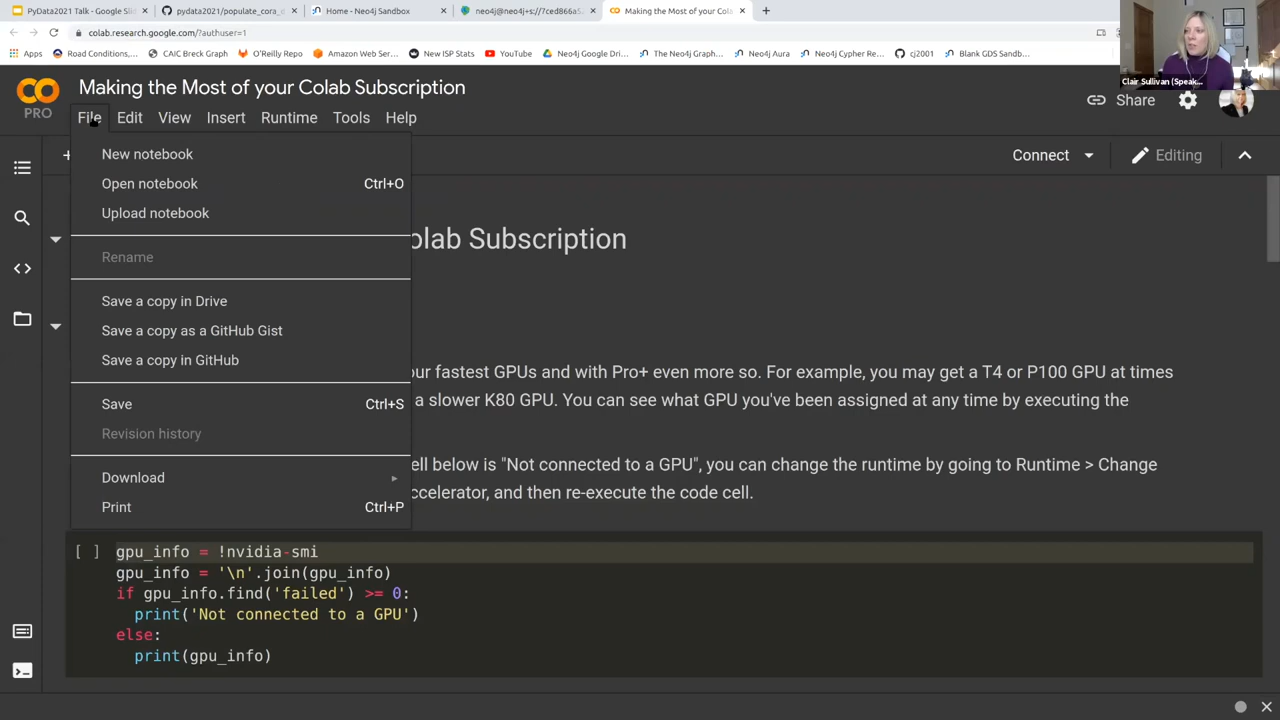 PyData2021 Talk - Google Slid
pydata2021/populate_cora_d
Home - Neo4j Sandbox
neo4j@neo4j+s://7ced866a5
Making the Most of your Cola
colab.research.google.com/?authuser=1
Apps
Road Conditions,...
CAIC Breck Graph
O'Reilly Repo
Amazon Web Ser...
New ISP Stats
YouTube
Neo4j Google Driv...
The Neo4j Graph...
Neo4j Aura
Neo4j Cypher Re...
cj2001
Blank GDS Sandb...
Clair Sullivan (Speak...
Making the Most of your Colab Subscription
PRO
File Edit View Insert Runtime Tools Help
Share
New notebook
Open notebook Ctrl+O
Upload notebook
Rename
Save a copy in Drive
Save a copy as a GitHub Gist
Save a copy in GitHub
Save Ctrl+S
Revision history
Download
Print Ctrl+P
Connect
Editing
olab Subscription
ur fastest GPUs and with Pro+ even more so. For example, you may get a T4 or P100 GPU at times
a slower K80 GPU. You can see what GPU you've been assigned at any time by executing the
ell below is "Not connected to a GPU", you can change the runtime by going to Runtime > Change
ccelerator, and then re-execute the code cell.
[ ] gpu_info = !nvidia-smi
gpu_info = '\n'.join(gpu_info)
if gpu_info.find('failed') >= 0:
print('Not connected to a GPU')
else:
print(gpu_info)